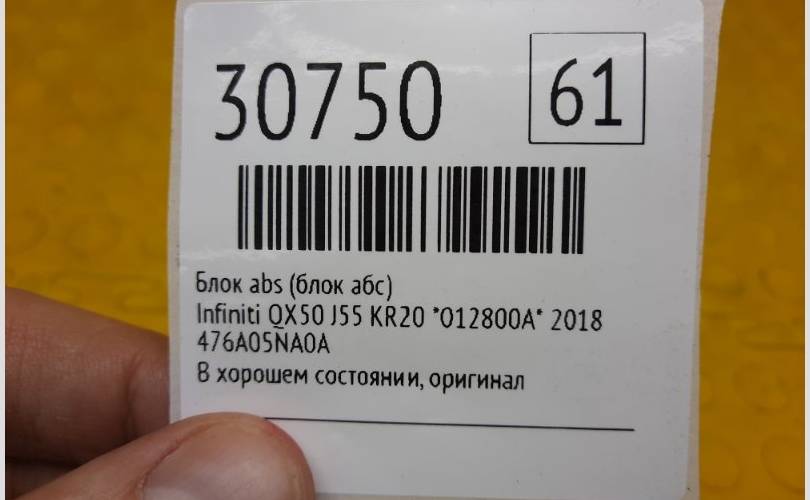 30750 61
Блок abs (блок абс)
Infiniti QX50 J55 KR20 *012800A* 2018
476A05NA0A
В хорошем состоянии, оригинал